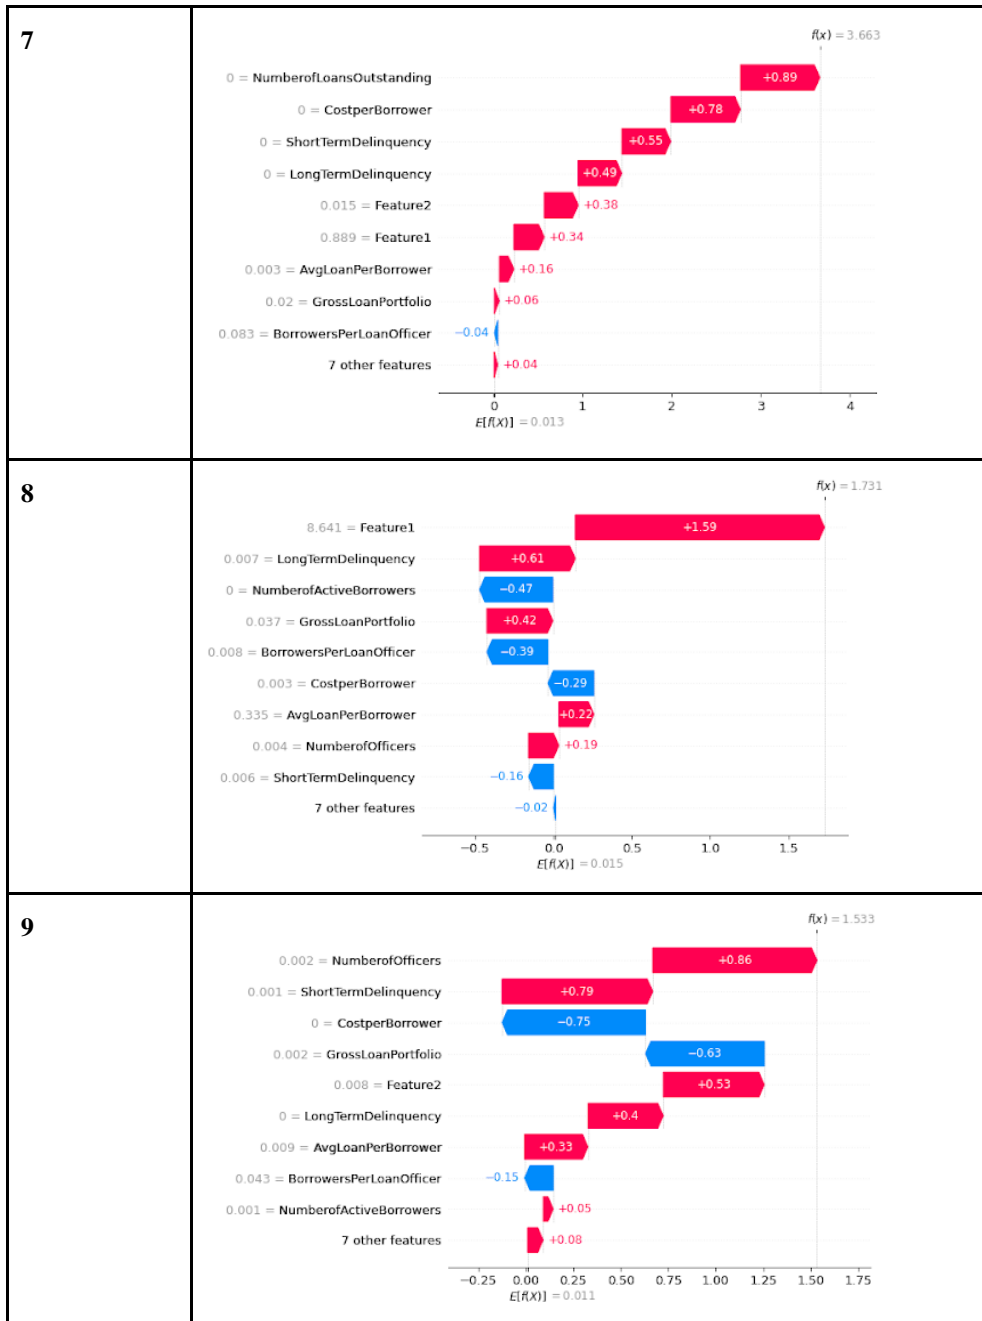 7
f(x) = 3.663
0 = NumberofLoansOutstanding +0.89
0 = CostperBorrower +0.78
0 = ShortTermDelinquency +0.55
0 = LongTermDelinquency +0.49
0.015 = Feature2 +0.38
0.889 = Feature1 +0.34
0.003 = AvgLoanPerBorrower +0.16
0.02 = GrossLoanPortfolio +0.06
0.083 = BorrowersPerLoanOfficer −0.04
7 other features +0.04
0 1 2 3 4
E[f(X)] = 0.013
8
f(x) = 1.731
8.641 = Feature1 +1.59
0.007 = LongTermDelinquency +0.61
0 = NumberofActiveBorrowers −0.47
0.037 = GrossLoanPortfolio +0.42
0.008 = BorrowersPerLoanOfficer −0.39
0.003 = CostperBorrower −0.29
0.335 = AvgLoanPerBorrower +0.22
0.004 = NumberofOfficers +0.19
0.006 = ShortTermDelinquency −0.16
7 other features −0.02
−0.5 0.0 0.5 1.0 1.5
E[f(X)] = 0.015
9
f(x) = 1.533
0.002 = NumberofOfficers +0.86
0.001 = ShortTermDelinquency +0.79
0 = CostperBorrower −0.75
0.002 = GrossLoanPortfolio −0.63
0.008 = Feature2 +0.53
0 = LongTermDelinquency +0.4
0.009 = AvgLoanPerBorrower +0.33
0.043 = BorrowersPerLoanOfficer −0.15
0.001 = NumberofActiveBorrowers +0.05
7 other features +0.08
−0.25 0.00 0.25 0.50 0.75 1.00 1.25 1.50 1.75
E[f(X)] = 0.011